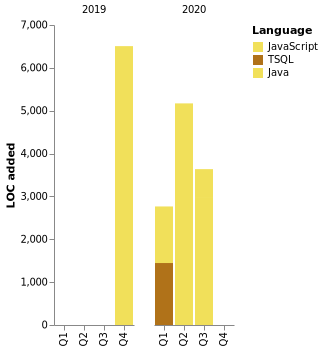 2019 2020
Language
JavaScript
TSQL
Java
LOC added
7,000
6,000
5,000
4,000
3,000
2,000
1,000
0
Q1 Q2 Q3 Q4 Q1 Q2 Q3 Q4